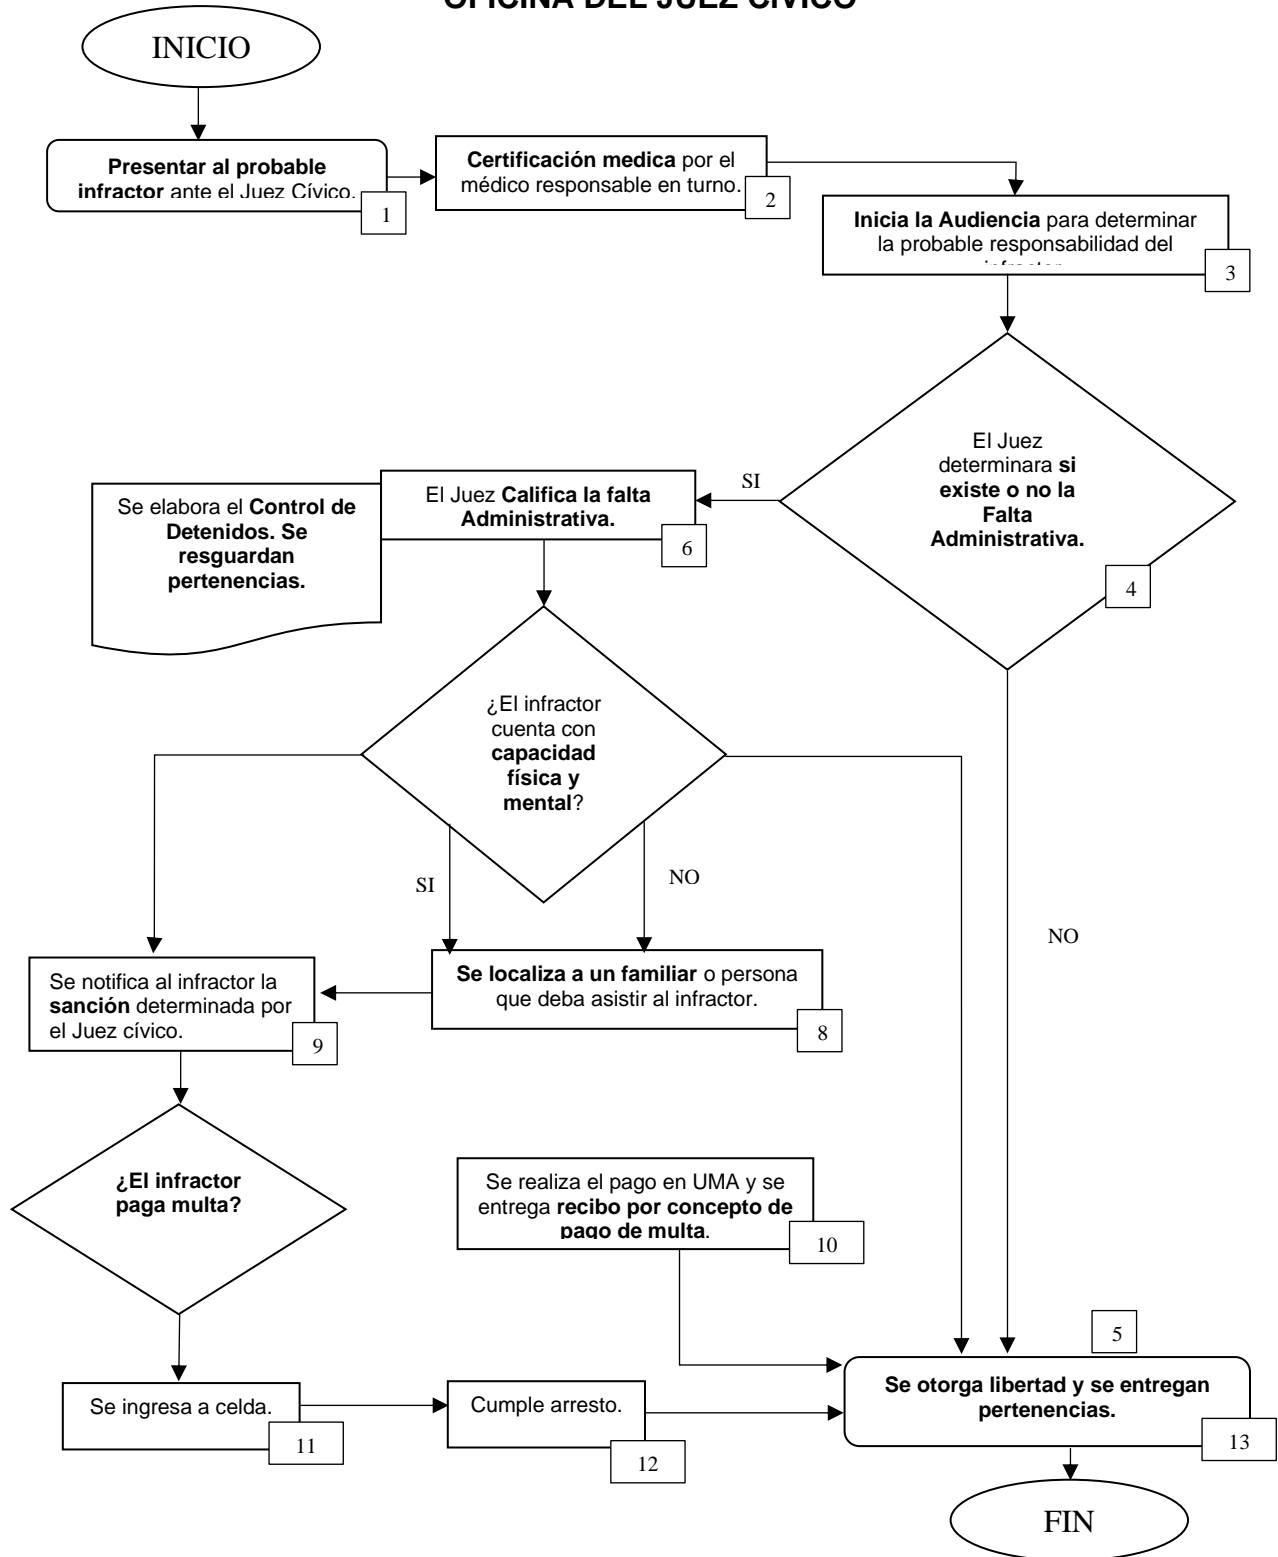 OFICINA DEL JUEZ CIVICO
INICIO
Presentar al probable
infractor ante el Juez Cívico.
1
Certificación medica por el
médico responsable en turno.
2
Inicia la Audiencia para determinar
la probable responsabilidad del
3
El Juez
determinara si
existe o no la
Falta
Administrativa.
4
SI
El Juez Califica la falta
Administrativa.
6
Se elabora el Control de
Detenidos. Se
resguardan
pertenencias.
¿El infractor
cuenta con
capacidad
física y
mental?
SI
NO
NO
Se notifica al infractor la
sanción determinada por
el Juez cívico.
9
Se localiza a un familiar o persona
que deba asistir al infractor.
8
¿El infractor
paga multa?
Se realiza el pago en UMA y se
entrega recibo por concepto de
pago de multa.
10
5
Se otorga libertad y se entregan
pertenencias.
13
Se ingresa a celda.
11
Cumple arresto.
12
FIN